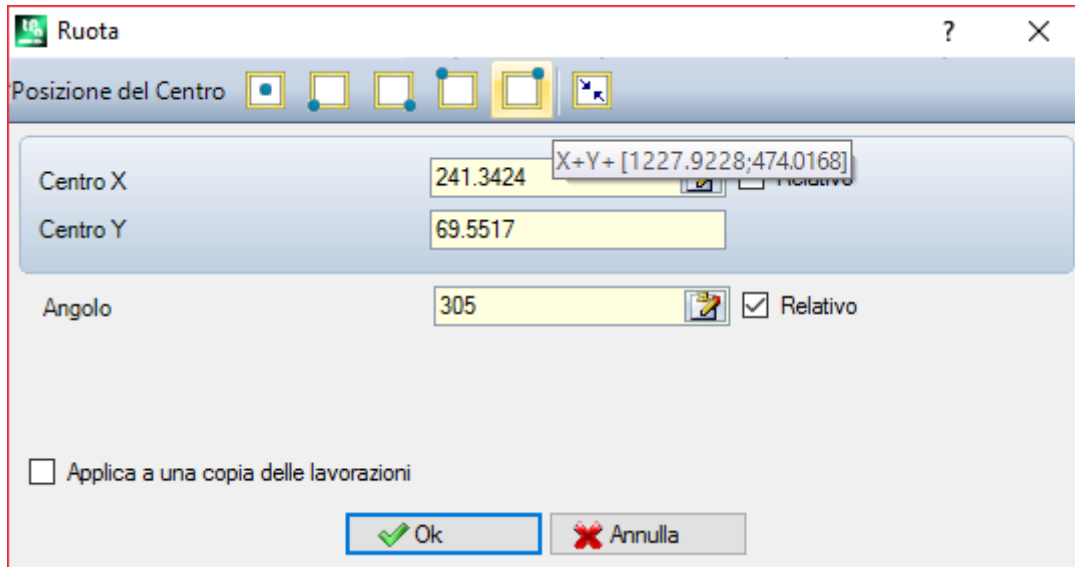 Ruota
?
Posizione del Centro
X+Y+ [1227.9228;474.0168]
Centro X 241.3424 Relativo
Centro Y 69.5517
Angolo 305 Relativo
Applica a una copia delle lavorazioni
Ok Annulla